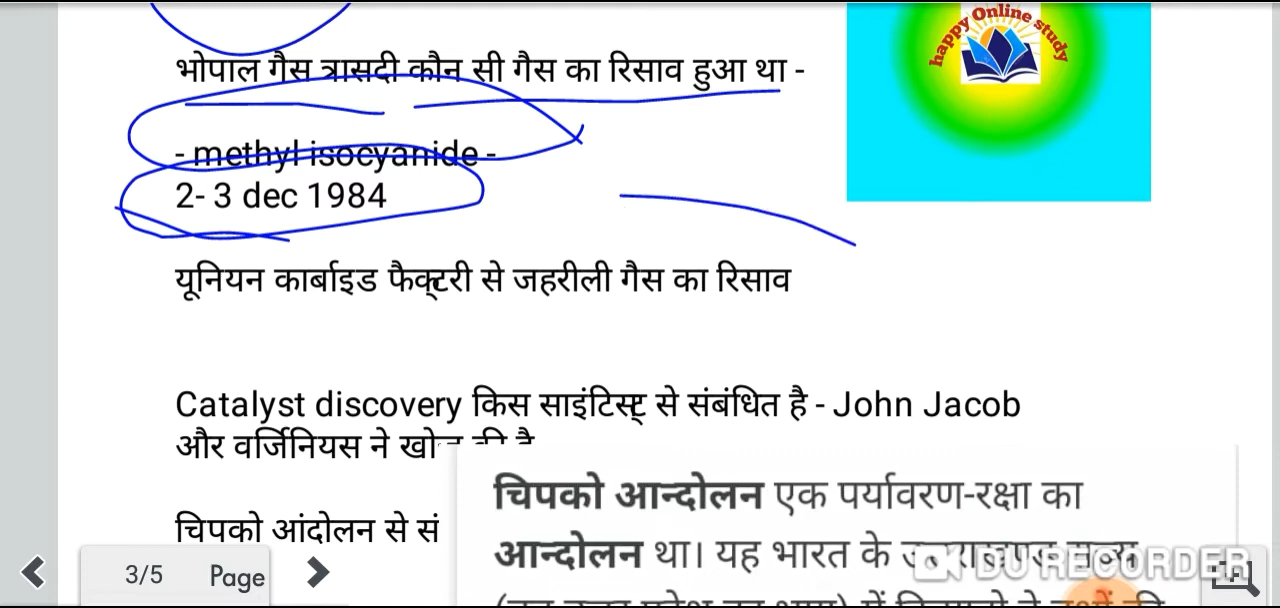 happy Online study
भोपाल गैस त्रासदी कौन सी गैस का रिसाव हुआ था -
- methyl isocyanide -
2- 3 dec 1984
यूनियन कार्बाइड फैक्टरी से जहरीली गैस का रिसाव
Catalyst discovery किस साइंटिस्ट से संबंधित है - John Jacob
और वर्जिनियस ने खोज की है
चिपको आंदोलन से सं
चिपको आन्दोलन एक पर्यावरण-रक्षा का
आन्दोलन था। यह भारत के
DU RECORDER
3/5 Page